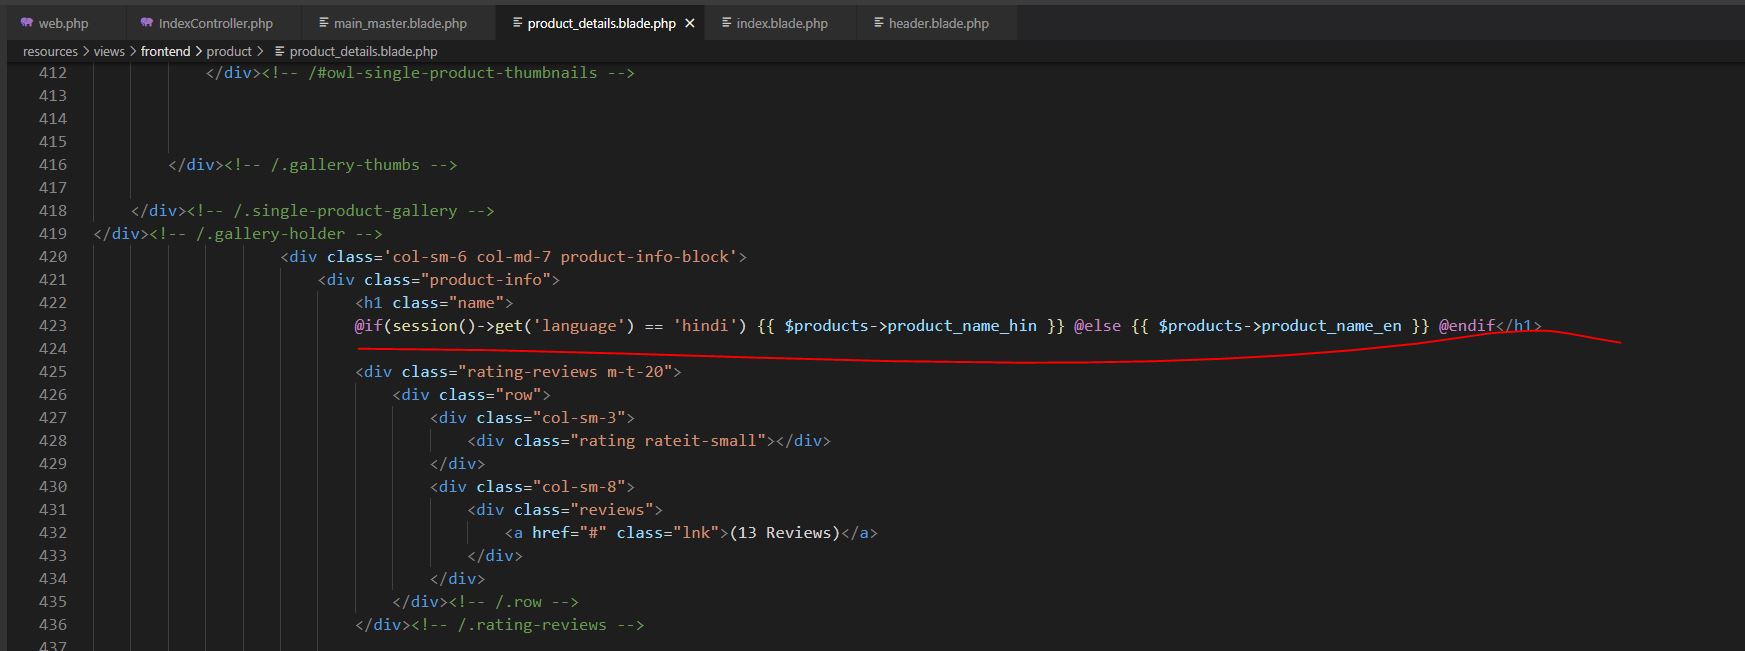 web.php IndexController.php main_master.blade.php product_details.blade.php × index.blade.php header.blade.php
resources > views > frontend > product > product_details.blade.php
412 </div><!-- /#owl-single-product-thumbnails -->
413
414
415
416 </div><!-- /.gallery-thumbs -->
417
418 </div><!-- /.single-product-gallery -->
419 </div><!-- /.gallery-holder -->
420 <div class='col-sm-6 col-md-7 product-info-block'>
421 <div class="product-info">
422 <h1 class="name">
423 @if(session()->get('language') == 'hindi') {{ $products->product_name_hin }} @else {{ $products->product_name_en }} @endif</h1>
424
425 <div class="rating-reviews m-t-20">
426 <div class="row">
427 <div class="col-sm-3">
428 <div class="rating rateit-small"></div>
429 </div>
430 <div class="col-sm-8">
431 <div class="reviews">
432 <a href="#" class="lnk">(13 Reviews)</a>
433 </div>
434 </div>
435 </div><!-- /.row -->
436 </div><!-- /.rating-reviews -->
437